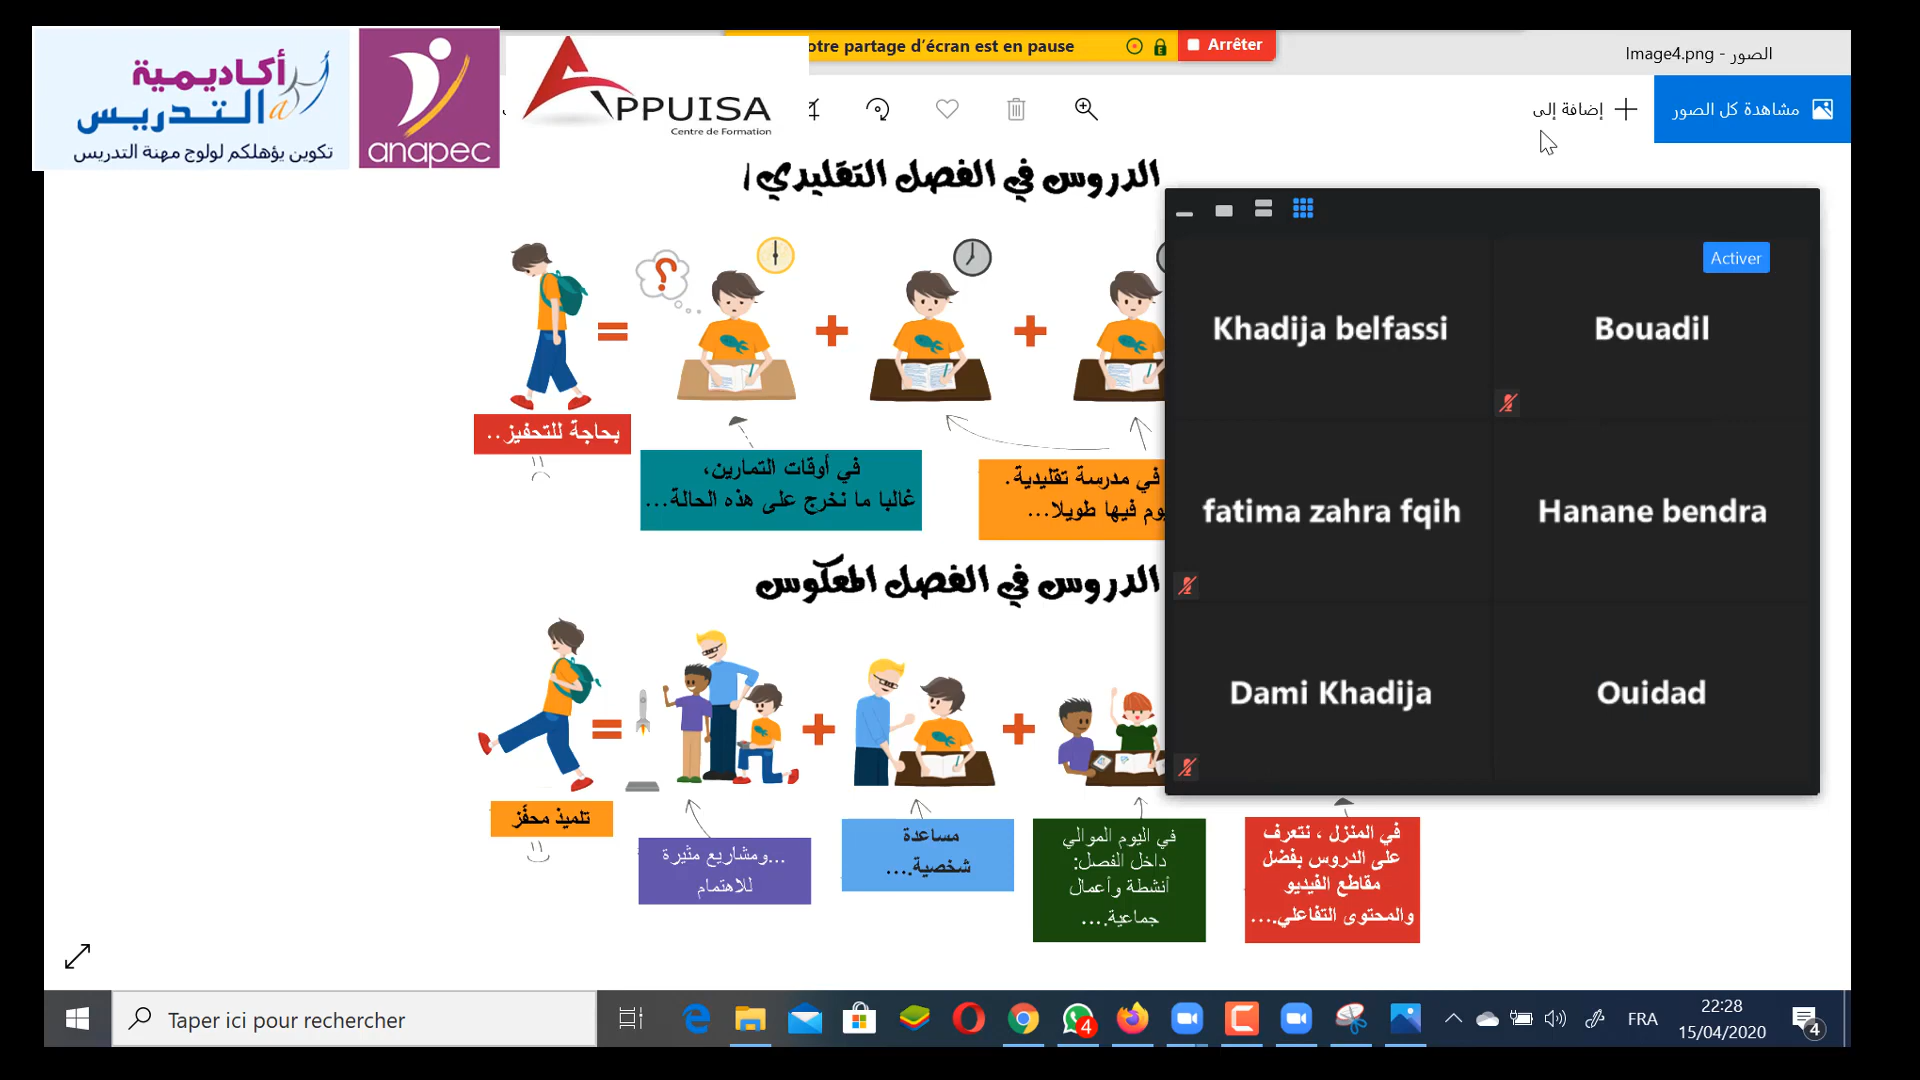 أكاديمية
التدريس
تكوين يؤهلكم لولوج مهنة التدريس
anapec
APPUISA
Centre de Formation
otre partage d'écran est en pause
Arrêter
Image4.png - الصور
إضافة إلى
مشاهدة كل الصور
الدروس في الفصل التقليدي
بحاجة للتحفيز..
في أوقات التمارين،
غالبا ما نخرج على هذه الحالة...
في مدرسة تقليدية.
يوم فيها طويلا...
Activer
Khadija belfassi
Bouadil
fatima zahra fqih
Hanane bendra
Dami Khadija
Ouidad
الدروس في الفصل المعكوس
تلميذ محفَّز
...ومشاريع مثيرة
للاهتمام
مساعدة
شخصية....
في اليوم الموالي
داخل الفصل:
أنشطة وأعمال
جماعية....
في المنزل ، نتعرف
على الدروس بفضل
مقاطع الفيديو
والمحتوى التفاعلي....
Taper ici pour rechercher
4
FRA
22:28
15/04/2020
4